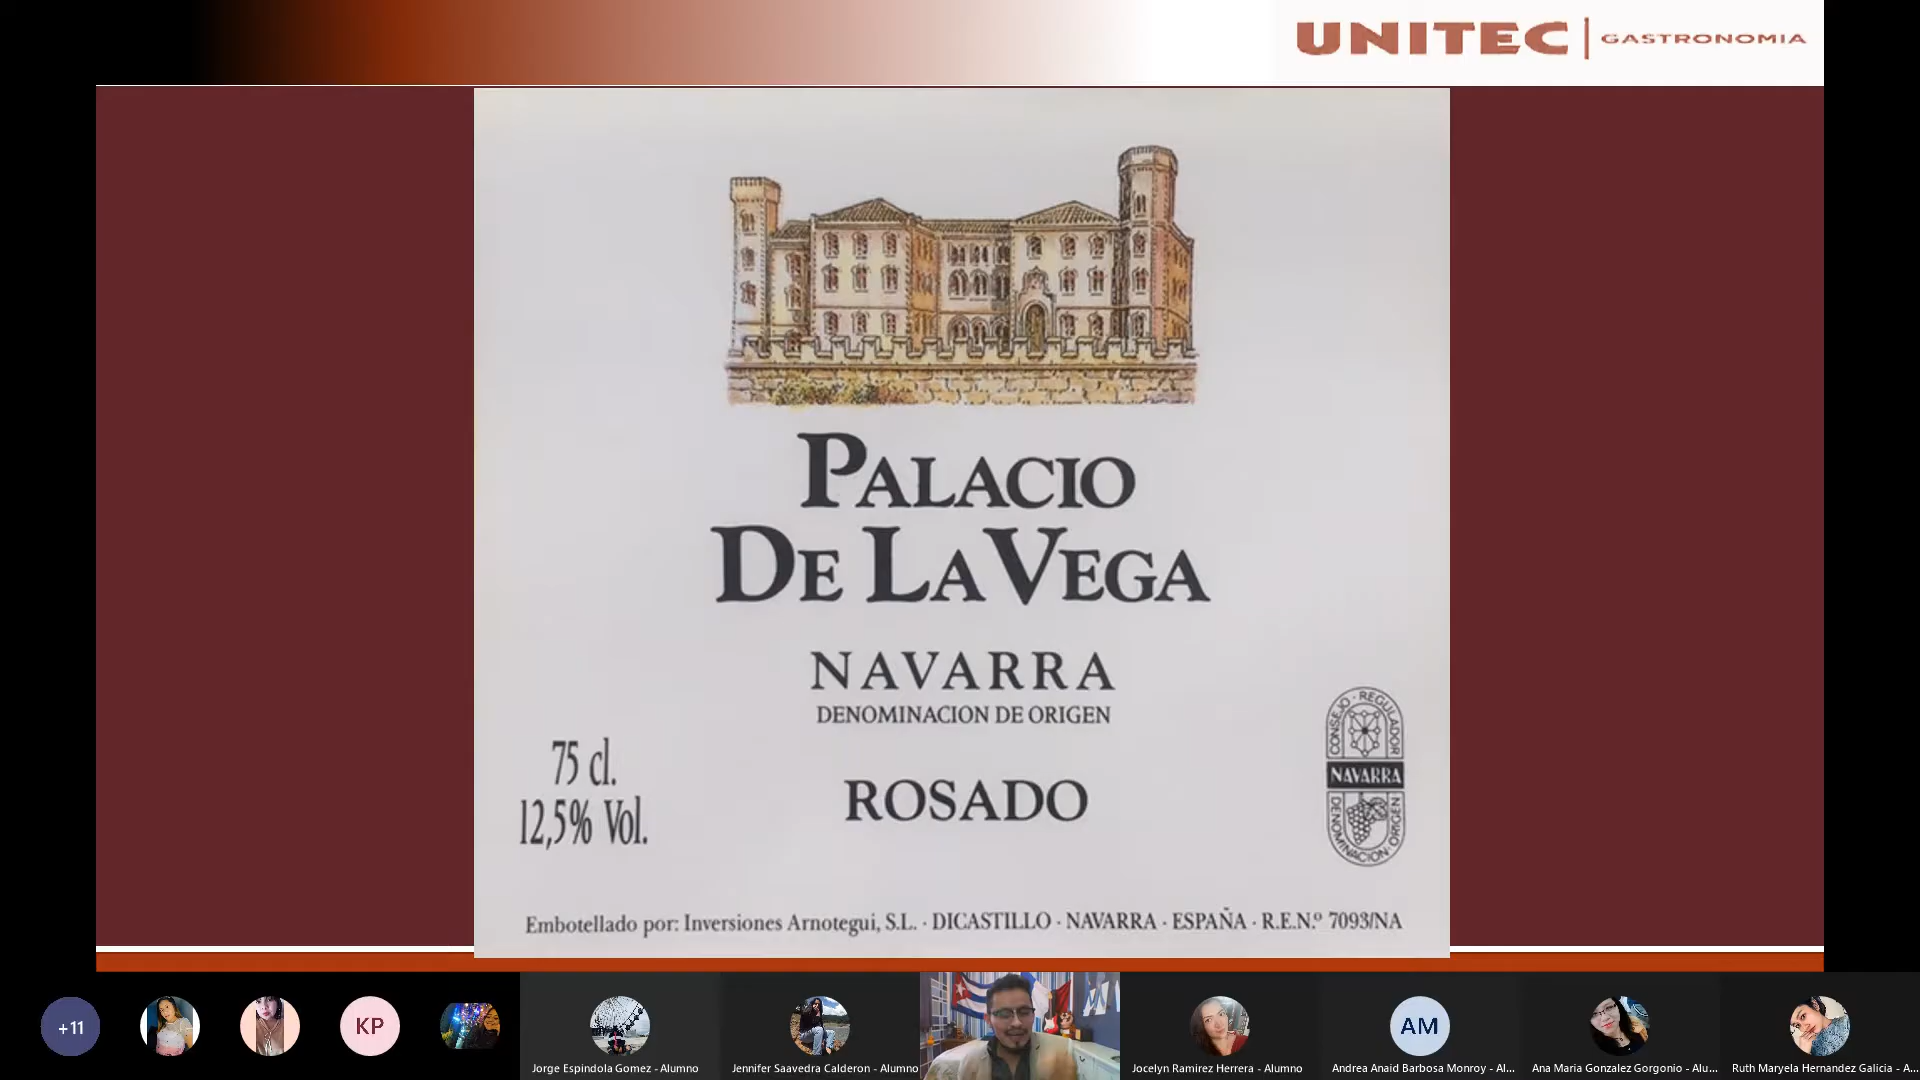 UNITEC | GASTRONOMIA
PALACIO
DE LA VEGA
NAVARRA
DENOMINACION DE ORIGEN
75 cl.
12,5% Vol.
ROSADO
CONSEJO · REGULADOR
NAVARRA
DENOMINACION · ORIGEN
Embotellado por: Inversiones Arnotegui, S.L. · DICASTILLO · NAVARRA · ESPAÑA · R.E.N.º 7093/NA
+11
KP
AM
Jorge Espindola Gomez - Alumno
Jennifer Saavedra Calderon - Alumno
Jocelyn Ramirez Herrera - Alumno
Andrea Anaid Barbosa Monroy - Al...
Ana Maria Gonzalez Gorgonio - Alu...
Ruth Maryela Hernandez Galicia - A...